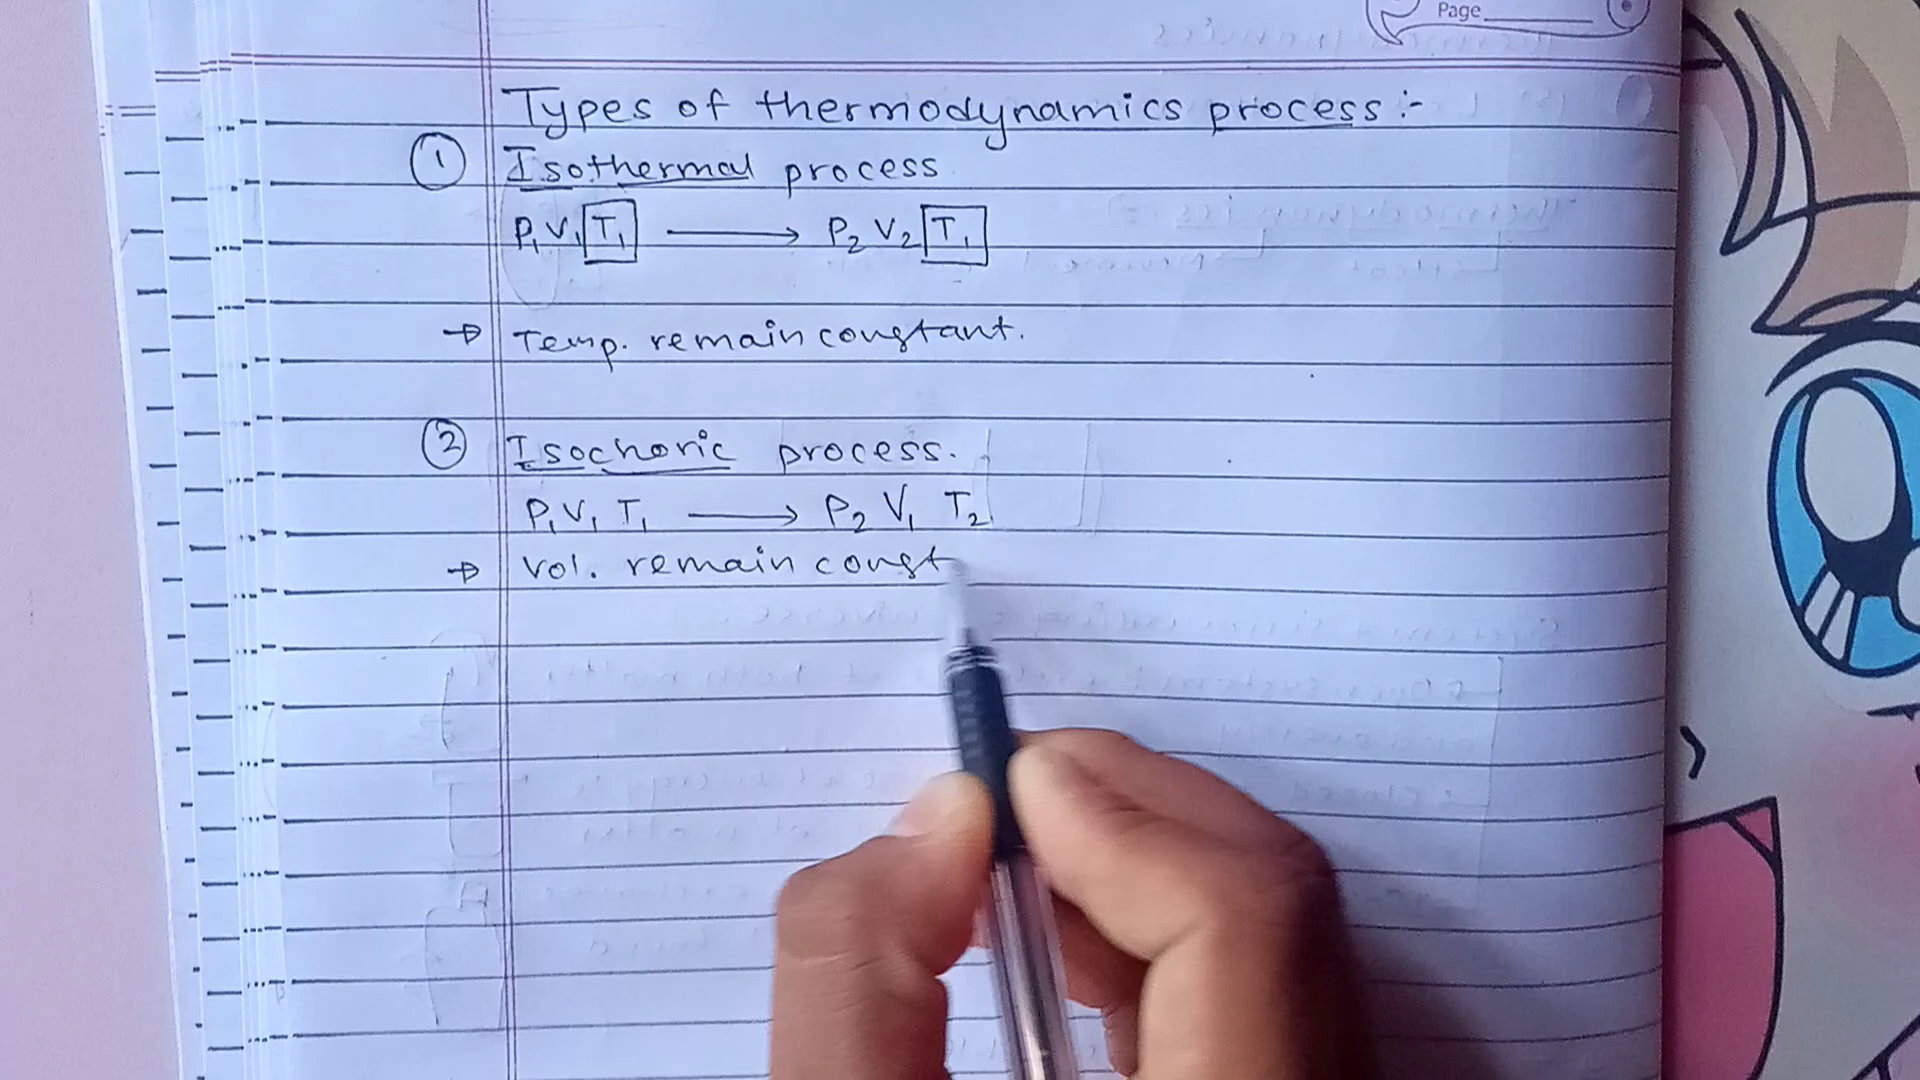 Page
Types of thermodynamics process :-
① Isothermal process
P₁ V₁ T₁ ⟶ P₂ V₂ T₁
→ Temp. remain constant.
② Isochoric process.
P₁ V₁ T₁ ⟶ P₂ V₁ T₂
→ Vol. remain const